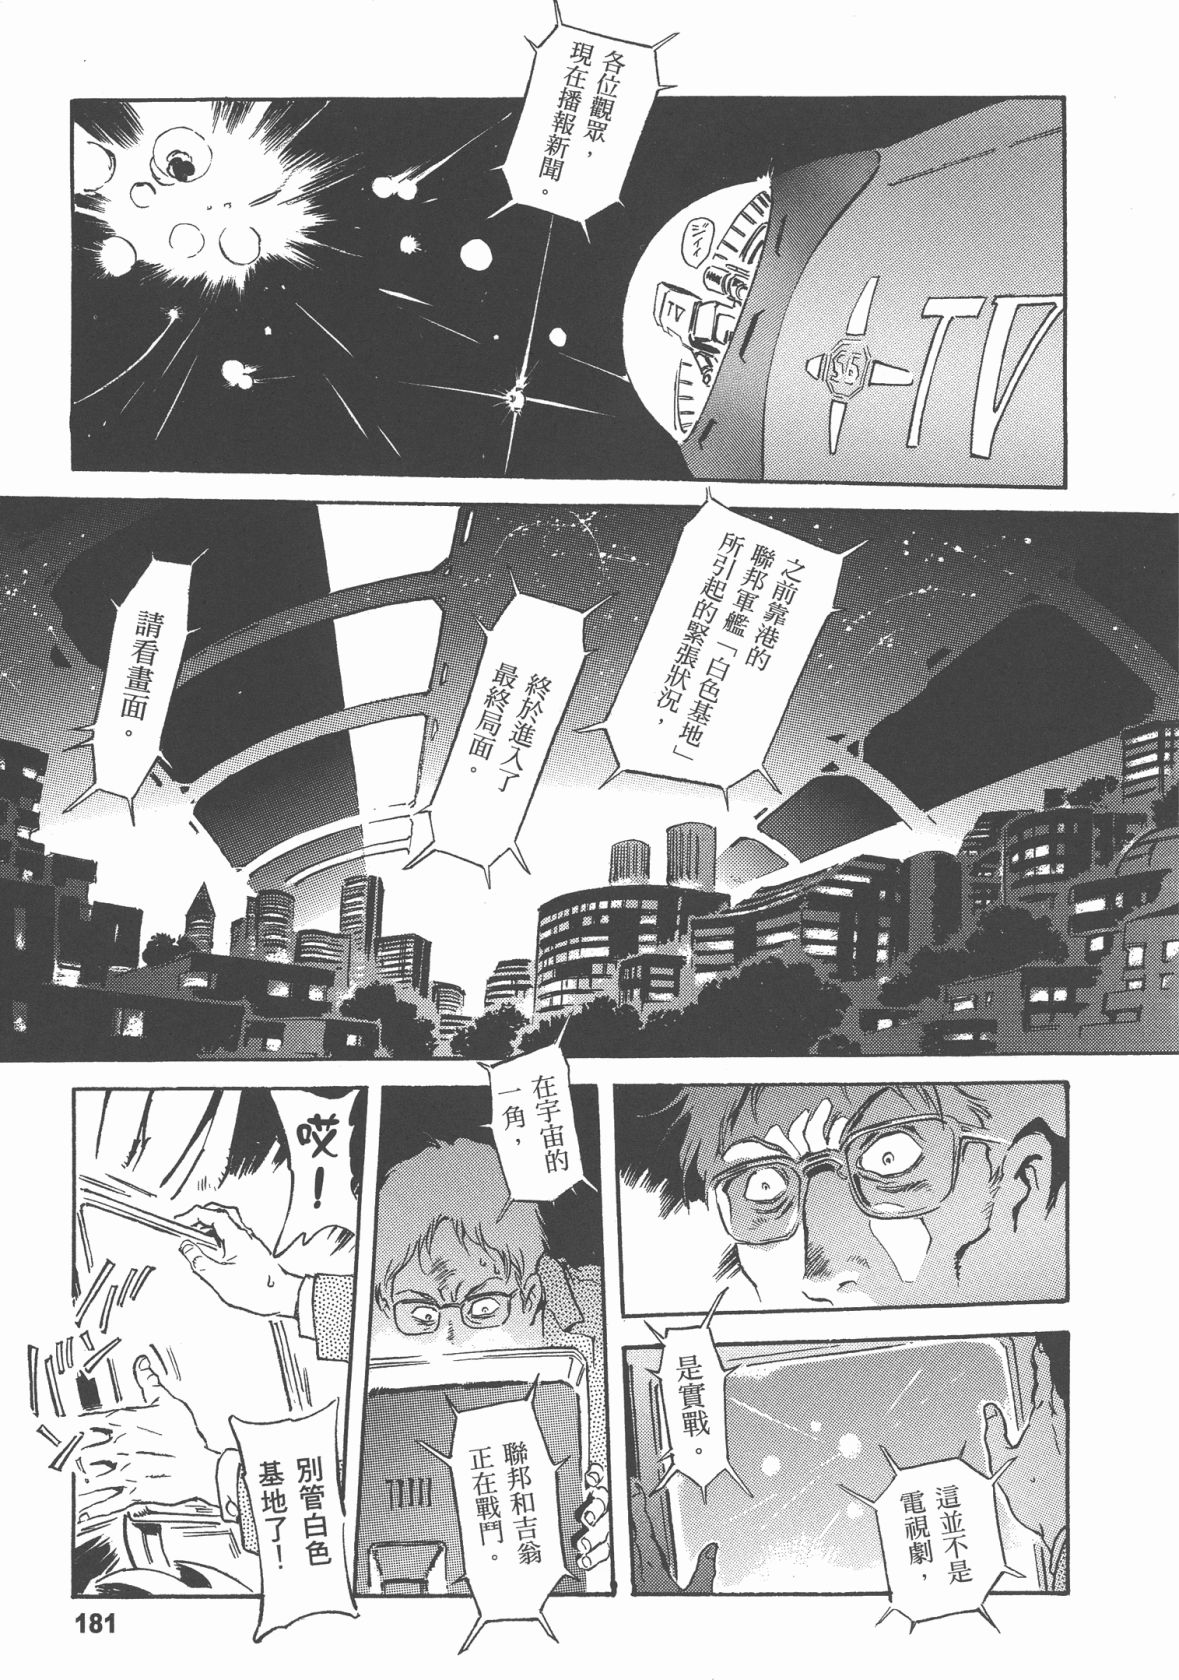 各位觀眾，
現在播報新聞。
ジィィ
TV
SiS
TV
之前靠港的
聯邦軍艦「白色基地」
所引起的緊張狀況，
終於進入了
最終局面。
請看畫面。
這並不是
電視劇，
是實戰。
在宇宙的
一角，
聯邦和吉翁
正在戰鬥。
哎！
別管白色
基地了！
181